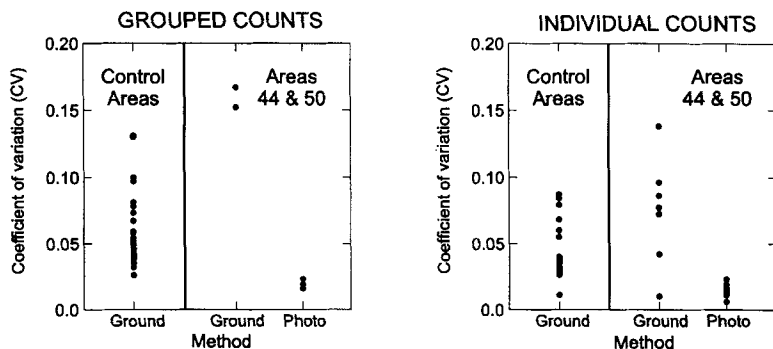 GROUPED COUNTS
Coefficient of variation (CV)
0.20
0.15
0.10
0.05
0.0
Control
Areas
Areas
44 & 50
Ground
Ground
Photo
Method
INDIVIDUAL COUNTS
Coefficient of variation (CV)
0.20
0.15
0.10
0.05
0.0
Control
Areas
Areas
44 & 50
Ground
Ground
Photo
Method